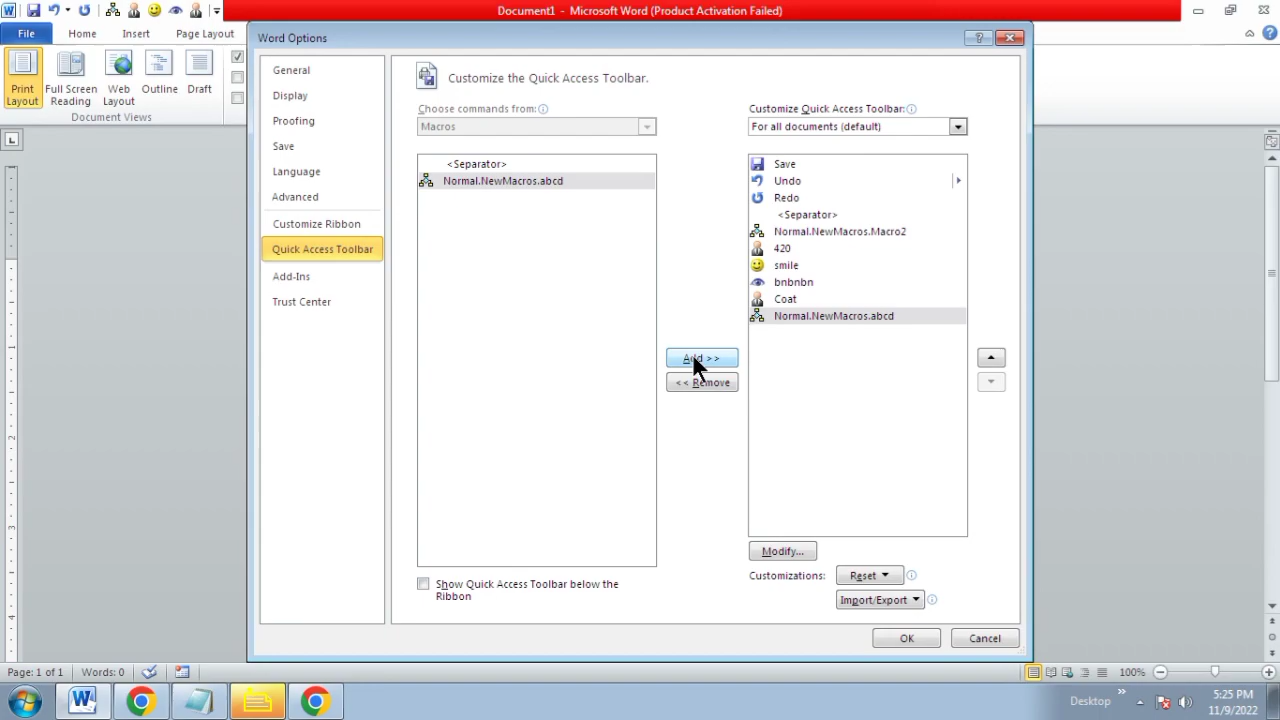 Document1 - Microsoft Word (Product Activation Failed)
File Home Insert Page Layout
Print Layout
Full Screen Reading
Web Layout
Outline
Draft
Document Views
Word Options
General
Display
Proofing
Save
Language
Advanced
Customize Ribbon
Quick Access Toolbar
Add-Ins
Trust Center
Customize the Quick Access Toolbar.
Choose commands from:
Macros
<Separator>
Normal.NewMacros.abcd
Show Quick Access Toolbar below the
Ribbon
Add >>
<< Remove
Customize Quick Access Toolbar:
For all documents (default)
Save
Undo
Redo
<Separator>
Normal.NewMacros.Macro2
420
smile
bnbnbn
Coat
Normal.NewMacros.abcd
Modify...
Customizations: Reset
Import/Export
OK Cancel
Page: 1 of 1 Words: 0 100%
Desktop
5:25 PM
11/9/2022